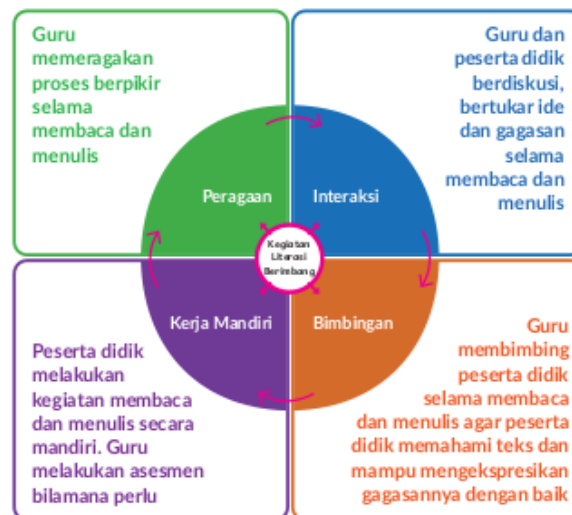 Guru
memeragakan
proses berpikir
selama
membaca dan
menulis
Guru dan
peserta didik
berdiskusi,
bertukar ide
dan gagasan
selama
membaca dan
menulis
Peragaan
Interaksi
Kegiatan
Literasi
Berimbang
Kerja Mandiri
Bimbingan
Peserta didik
melakukan
kegiatan membaca
dan menulis secara
mandiri. Guru
melakukan asesmen
bilamana perlu
Guru
membimbing
peserta didik
selama membaca
dan menulis agar peserta
didik memahami teks dan
mampu mengekspresikan
gagasannya dengan baik